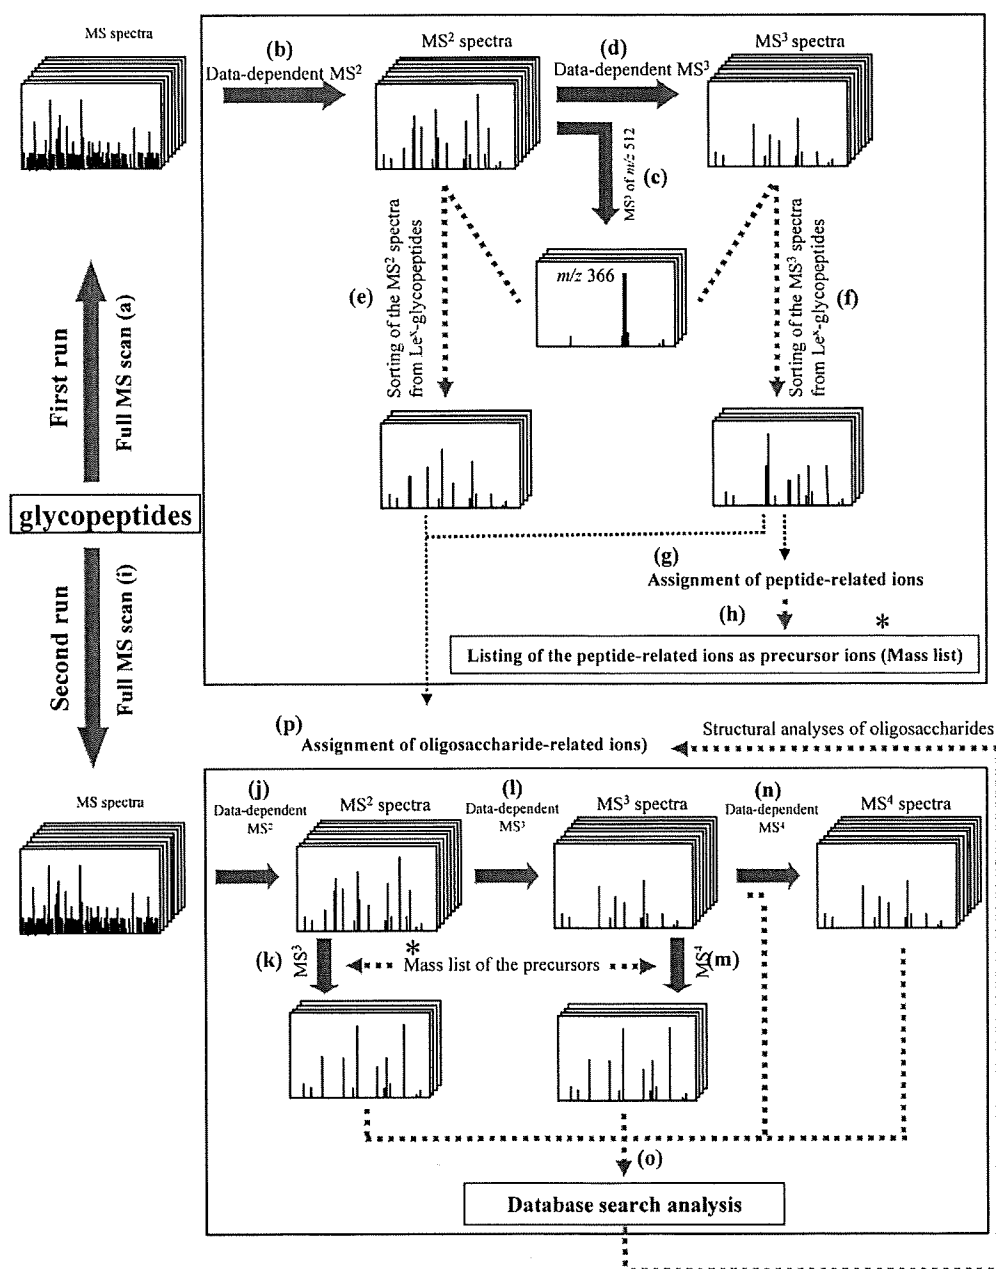 MS spectra
(b)
Data-dependent MS²
MS² spectra
(d)
Data-dependent MS³
MS³ spectra
MS³ of m/z 512
(c)
m/z 366
(e)
Sorting of the MS² spectra
from Leˣ-glycopeptides
Sorting of the MS³ spectra
from Leˣ-glycopeptides
(f)
First run
Full MS scan (a)
glycopeptides
Second run
Full MS scan (i)
(g)
Assignment of peptide-related ions
(h)
*
Listing of the peptide-related ions as precursor ions (Mass list)
(p)
Assignment of oligosaccharide-related ions)
Structural analyses of oligosaccharides
MS spectra
(j)
Data-dependent
MS²
MS² spectra
(l)
Data-dependent
MS³
MS³ spectra
(n)
Data-dependent
MS⁴
MS⁴ spectra
(k)
MS³
*
Mass list of the precursors
MS⁴
(m)
(o)
Database search analysis